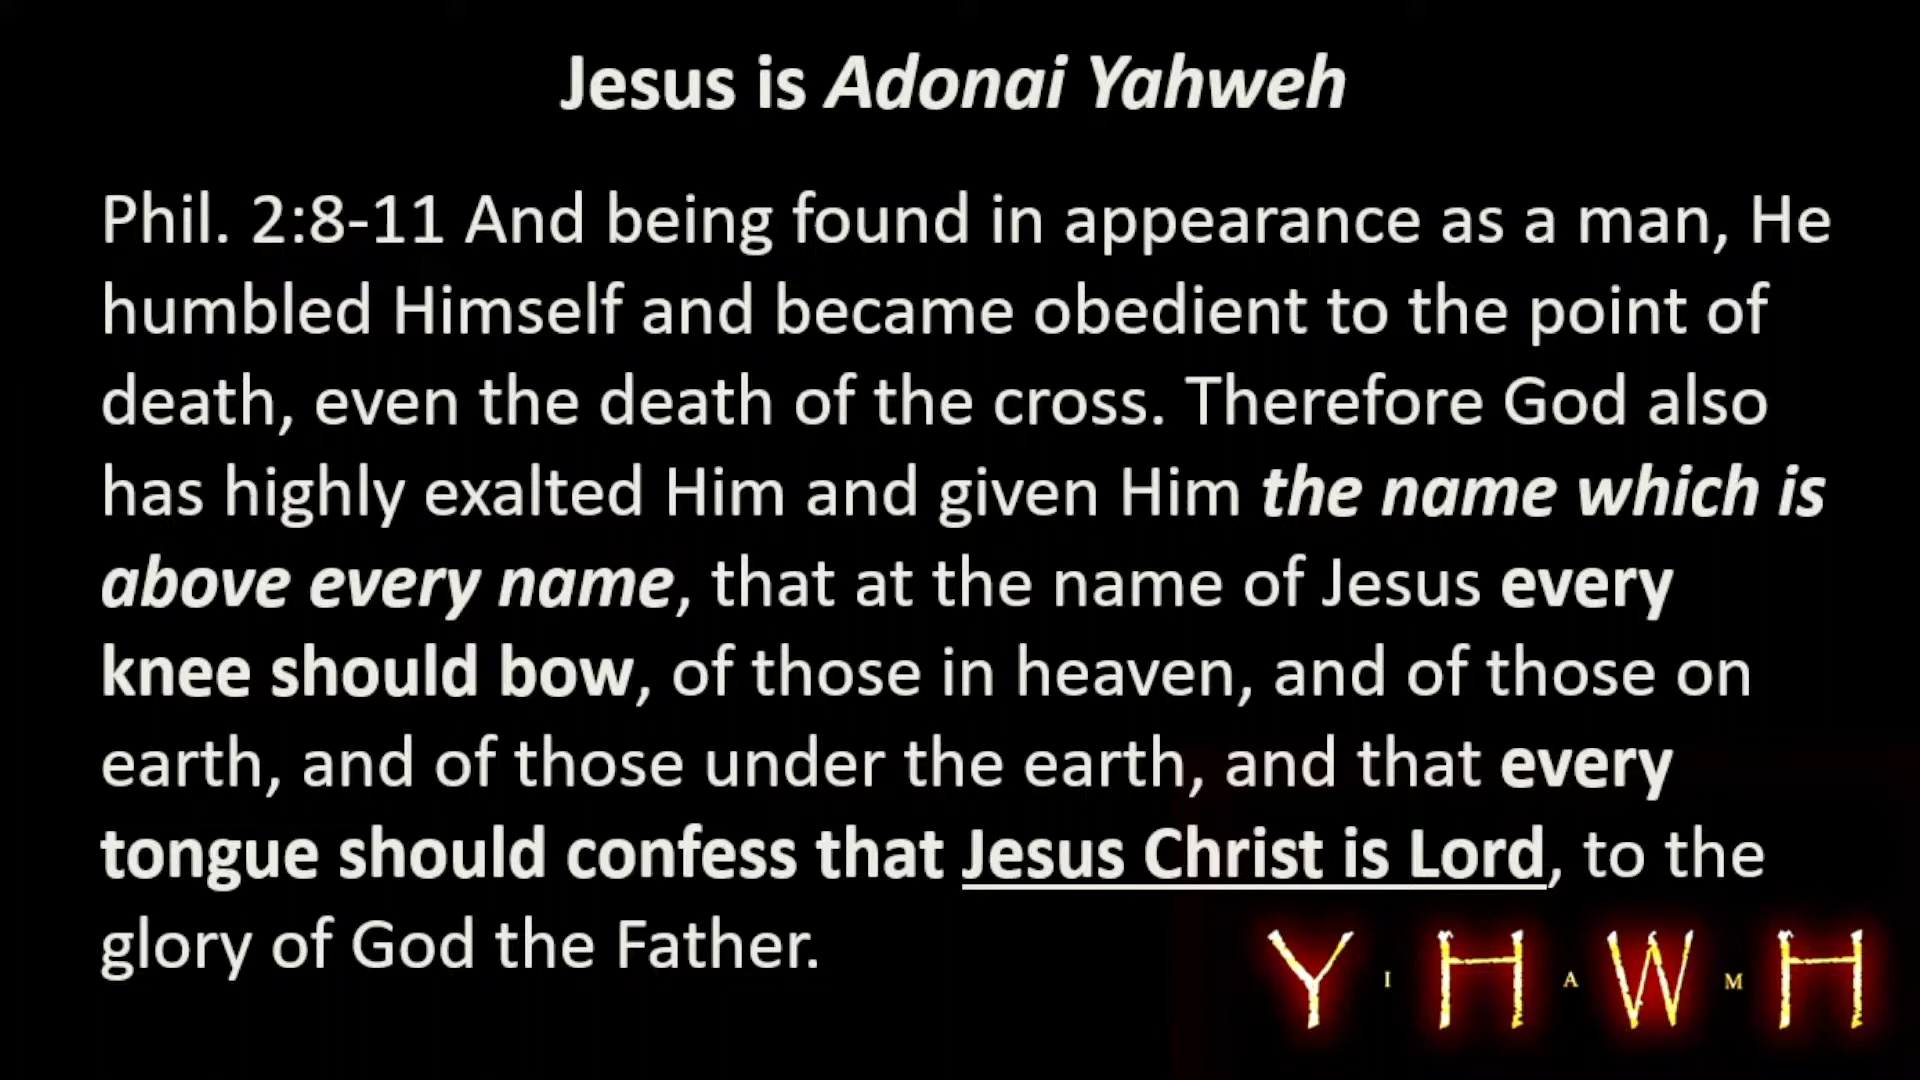 Jesus is Adonai Yahweh
Phil. 2:8-11 And being found in appearance as a man, He
humbled Himself and became obedient to the point of
death, even the death of the cross. Therefore God also
has highly exalted Him and given Him the name which is
above every name, that at the name of Jesus every
knee should bow, of those in heaven, and of those on
earth, and of those under the earth, and that every
tongue should confess that Jesus Christ is Lord, to the
glory of God the Father.
Y I H A W M H